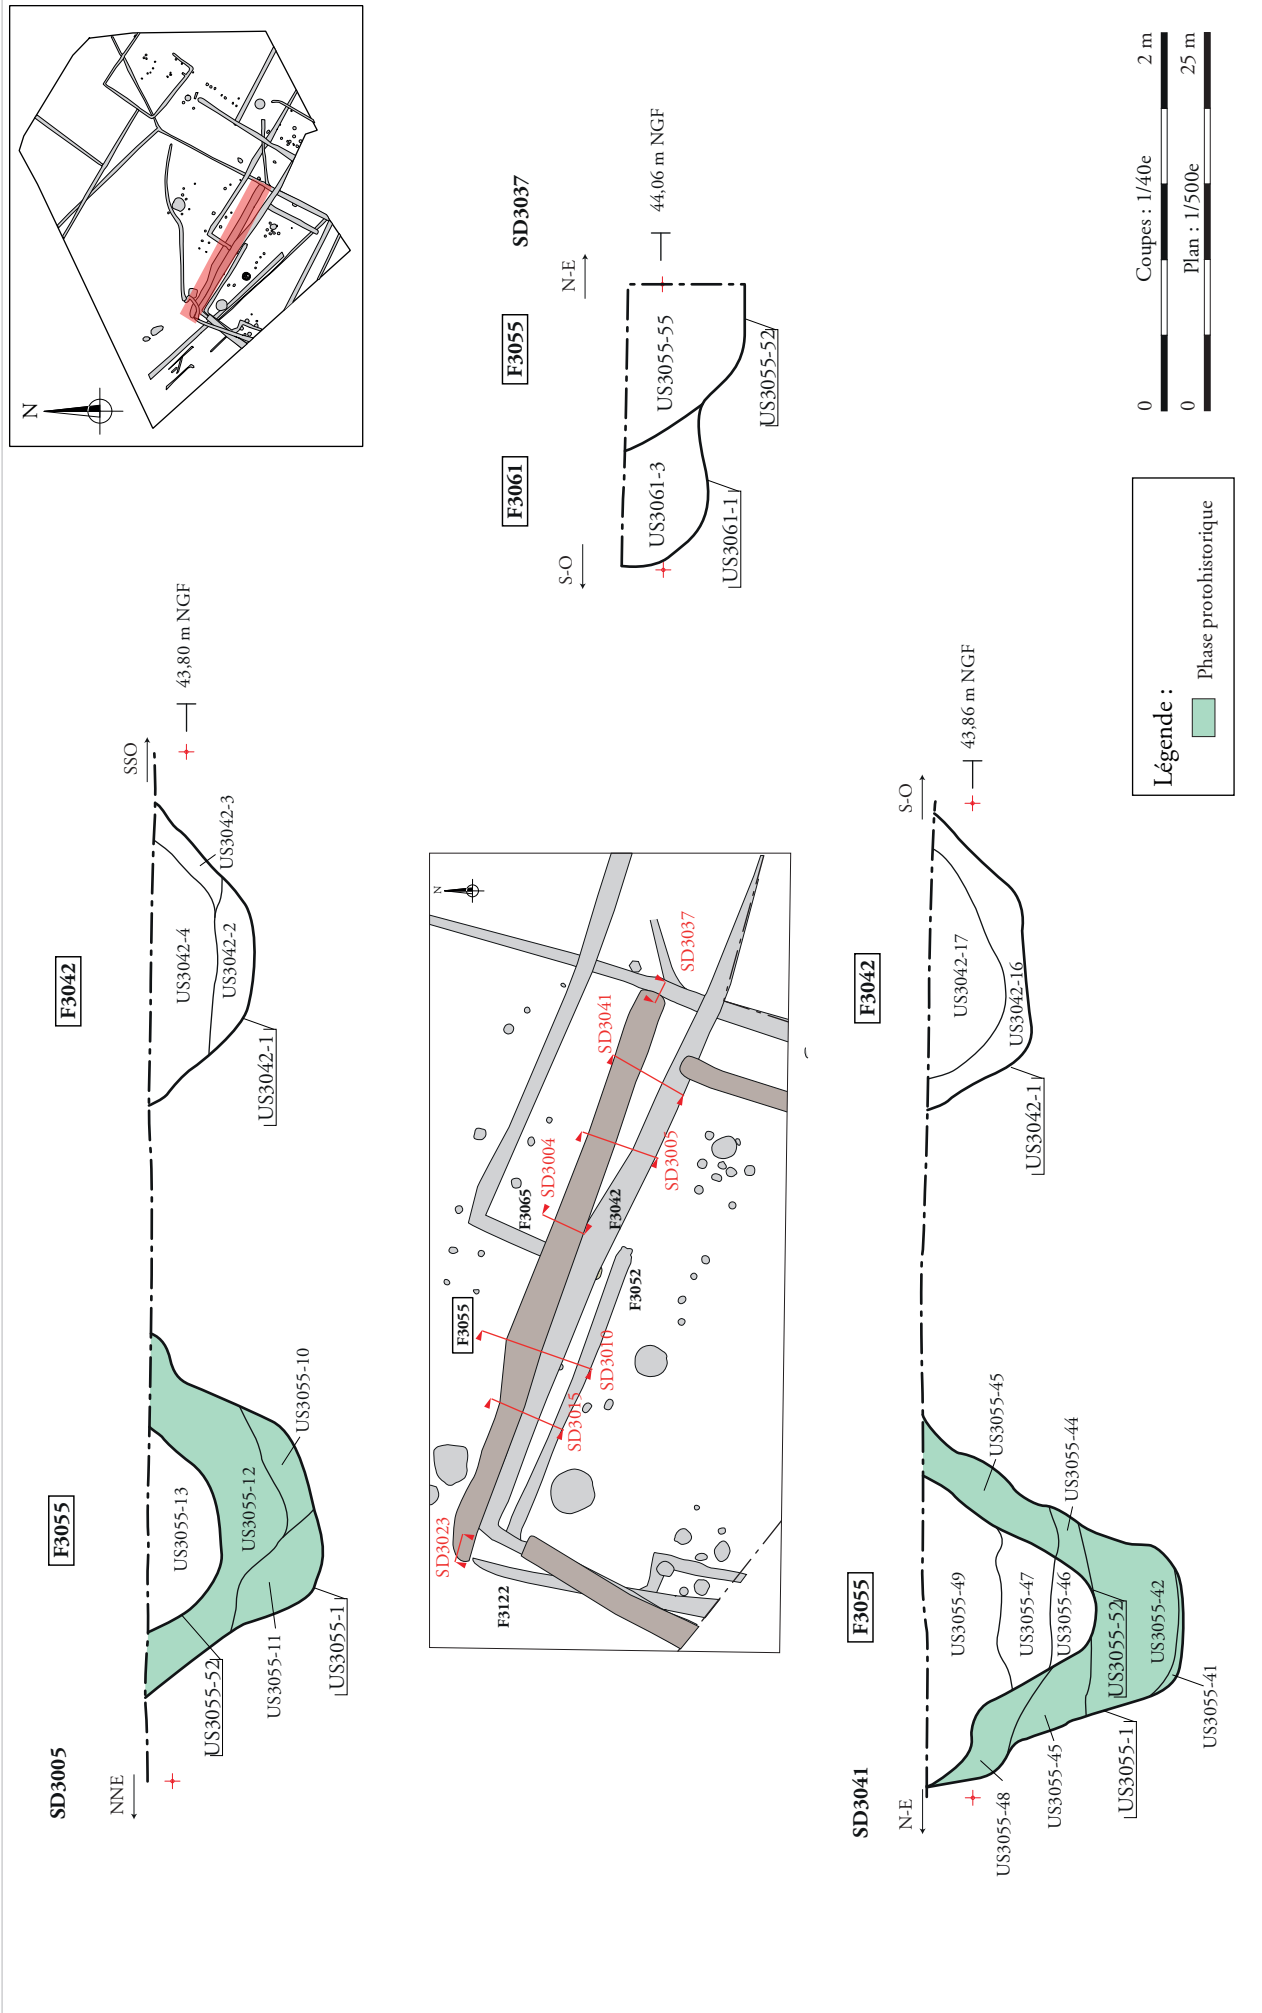 SD3005
F3055
F3042
NNE
SSO
43,80 m NGF
US3055-13
US3055-12
US3055-10
US3055-11
US3055-52
US3055-1
US3042-4
US3042-2
US3042-3
US3042-1
N
SD3037
F3061
F3055
S-O
N-E
44,06 m NGF
US3061-3
US3055-55
US3061-1
US3055-52
N
SD3023
F3122
F3055
SD3015
SD3010
F3052
F3065
SD3004
F3042
SD3005
SD3041
SD3037
SD3041
F3055
F3042
N-E
S-O
43,86 m NGF
US3055-49
US3055-47
US3055-46
US3055-45
US3055-44
US3055-52
US3055-42
US3055-41
US3055-48
US3055-45
US3055-1
US3042-17
US3042-16
US3042-1
Légende :
Phase protohistorique
0 Coupes : 1/40e 2 m
0 Plan : 1/500e 25 m